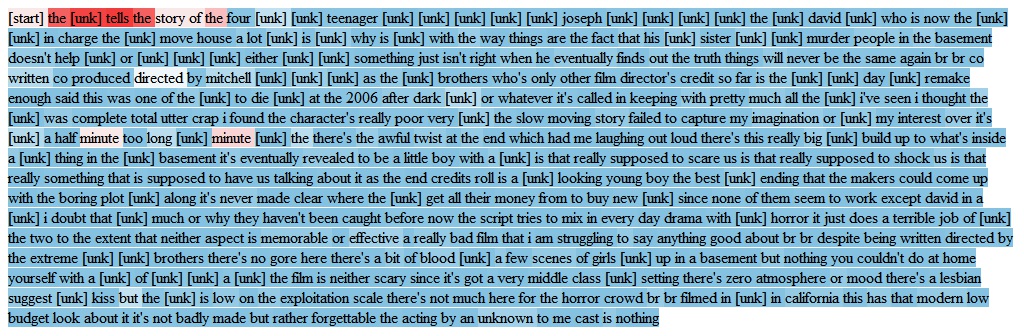 [start] the [unk] tells the story of the four [unk] [unk] teenager [unk] [unk] [unk] [unk] [unk] [unk] joseph [unk] [unk] [unk] [unk] the [unk] david [unk] who is now the [unk]
[unk] in charge the [unk] move house a lot [unk] is [unk] why is [unk] with the way things are the fact that his [unk] sister [unk] [unk] murder people in the basement
doesn't help [unk] or [unk] [unk] [unk] either [unk] [unk] something just isn't right when he eventually finds out the truth things will never be the same again br br co
written co produced directed by mitchell [unk] [unk] [unk] as the [unk] brothers who's only other film director's credit so far is the [unk] [unk] day [unk] remake
enough said this was one of the [unk] to die [unk] at the 2006 after dark [unk] or whatever it's called in keeping with pretty much all the [unk] i've seen i thought the
[unk] was complete total utter crap i found the character's really poor very [unk] the slow moving story failed to capture my imagination or [unk] my interest over it's
[unk] a half minute too long [unk] minute [unk] [unk] the there's the awful twist at the end which had me laughing out loud there's this really big [unk] build up to what's inside
a [unk] thing in the [unk] basement it's eventually revealed to be a little boy with a [unk] is that really supposed to scare us is that really supposed to shock us is that
really something that is supposed to have us talking about it as the end credits roll is a [unk] looking young boy the best [unk] ending that the makers could come up
with the boring plot [unk] along it's never made clear where the [unk] get all their money from to buy new [unk] since none of them seem to work except david in a
[unk] i doubt that [unk] much or why they haven't been caught before now the script tries to mix in every day drama with [unk] horror it just does a terrible job of [unk]
the two to the extent that neither aspect is memorable or effective a really bad film that i am struggling to say anything good about br br despite being written directed by
the extreme [unk] brothers there's no gore here there's a bit of blood [unk] a few scenes of girls [unk] up in a basement but nothing you couldn't do at home
yourself with a [unk] of [unk] [unk] a [unk] the film is neither scary since it's got a very middle class [unk] setting there's zero atmosphere or mood there's a lesbian
suggest [unk] kiss but the [unk] is low on the exploitation scale there's not much here for the horror crowd br br filmed in [unk] in california this has that modern low
budget look about it it's not badly made but rather forgettable the acting by an unknown to me cast is nothing